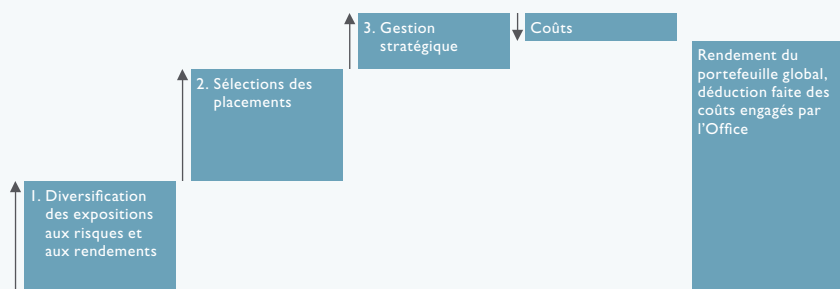 3. Gestion
stratégique
Coûts
Rendement du
portefeuille global,
déduction faite des
coûts engagés par
l'Office
2. Sélections des
placements
1. Diversification
des expositions
aux risques et
aux rendements